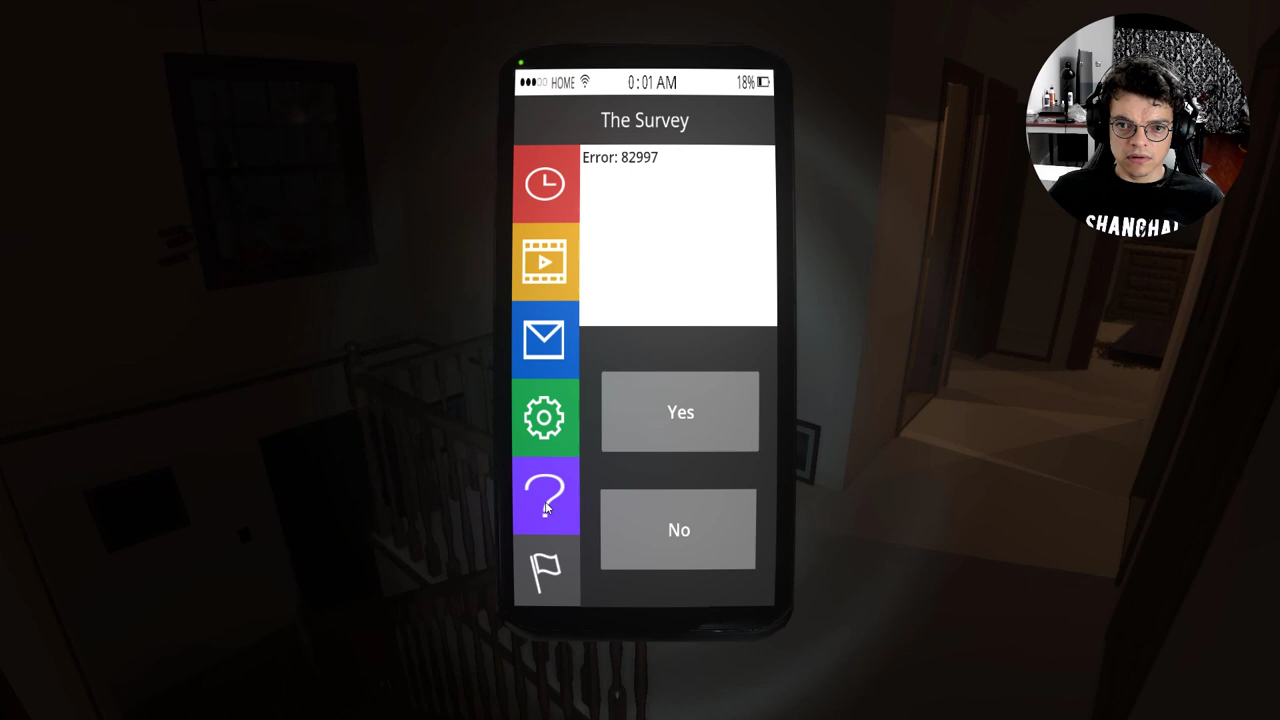 HOME 0:01 AM 18%
The Survey
Error: 82997
Yes
No
SHANGHAI